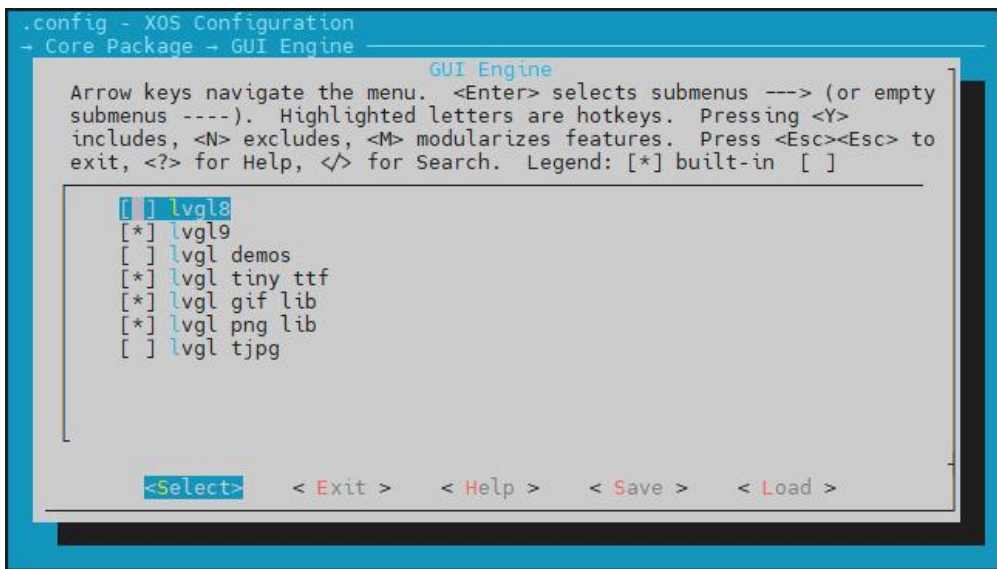 .config - XOS Configuration
→ Core Package → GUI Engine
GUI Engine
Arrow keys navigate the menu.  <Enter> selects submenus ---> (or empty
submenus ----).  Highlighted letters are hotkeys.  Pressing <Y>
includes, <N> excludes, <M> modularizes features.  Press <Esc><Esc> to
exit, <?> for Help, </> for Search.  Legend: [*] built-in  [ ]
[ ] lvgl8
[*] lvgl9
[ ] lvgl demos
[*] lvgl tiny ttf
[*] lvgl gif lib
[*] lvgl png lib
[ ] lvgl tjpg
<Select>    < Exit >    < Help >    < Save >    < Load >